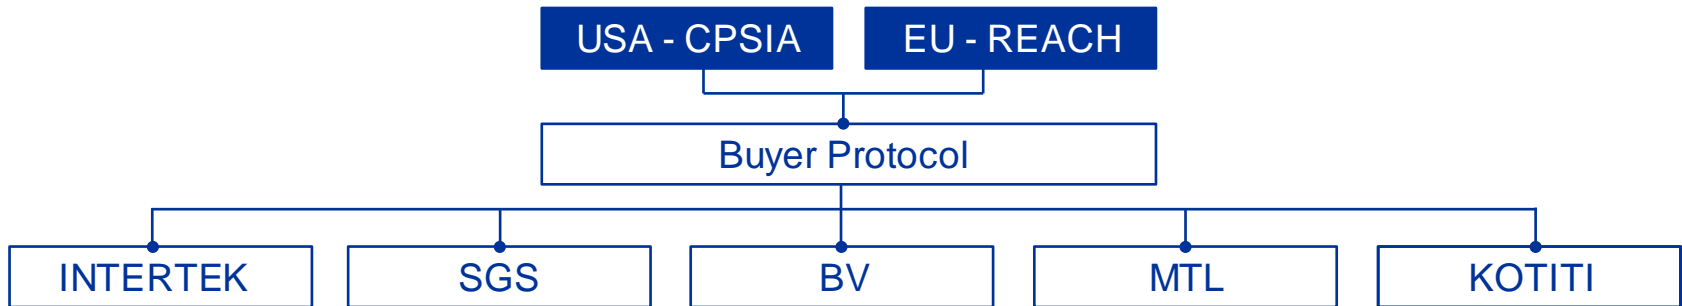 USA - CPSIA
EU - REACH
Buyer Protocol
INTERTEK
SGS
BV
MTL
KOTITI